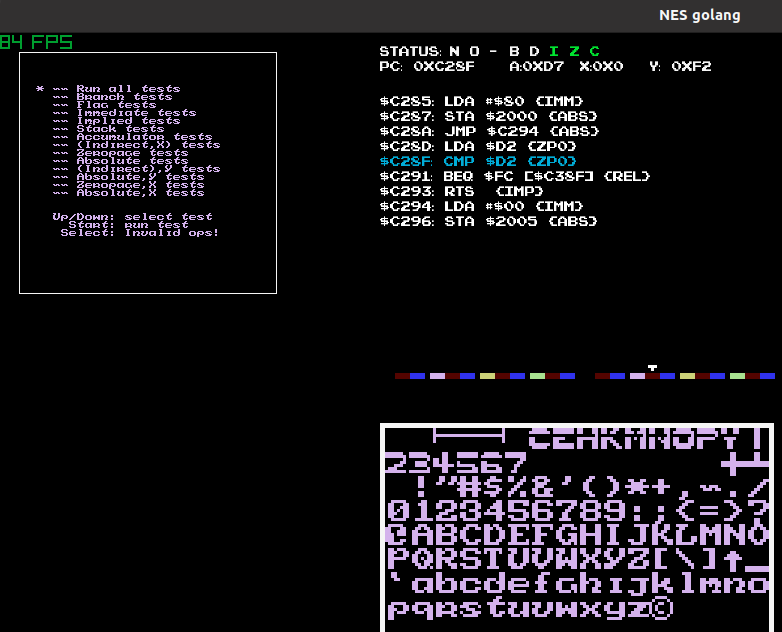 NES golang
84 FPS
* -- Run all tests
-- Branch tests
-- Flag tests
-- Immediate tests
-- Implied tests
-- Stack tests
-- Accumulator tests
-- (Indirect,X) tests
-- Zeropage tests
-- Absolute tests
-- (Indirect),Y tests
-- Absolute,Y tests
-- Zeropage,X tests
-- Absolute,X tests
Up/Down: select test
Start: run test
Select: Invalid ops!
STATUS: N O - B D I Z C
PC: 0XC28F A:0XD7 X:0X0 Y: 0XF2
$C285: LDA #$80 {IMM}
$C287: STA $2000 {ABS}
$C28A: JMP $C294 {ABS}
$C28D: LDA $D2 {ZP0}
$C28F: CMP $D2 {ZP0}
$C291: BEQ $FC [$C38F] {REL}
$C293: RTS {IMP}
$C294: LDA #$00 {IMM}
$C296: STA $2005 {ABS}
234567
!"#$%&'()*+,-./
0123456789:;<=>?
@ABCDEFGHIJKLMNO
PQRSTUVWXYZ[\]↑_
`abcdefghijklmno
pqrstuvwxyz©